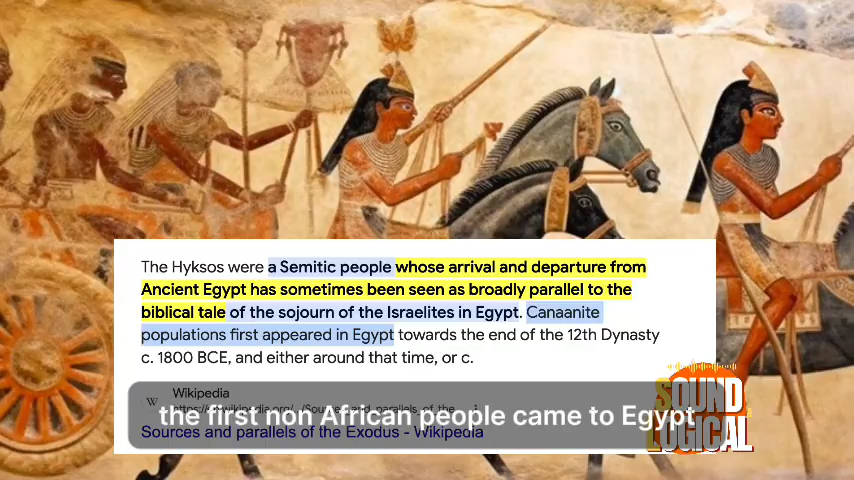 The Hyksos were a Semitic people whose arrival and departure from
Ancient Egypt has sometimes been seen as broadly parallel to the
biblical tale of the sojourn of the Israelites in Egypt. Canaanite
populations first appeared in Egypt towards the end of the 12th Dynasty
c. 1800 BCE, and either around that time, or c.
W
Wikipedia
the first non African people came to Egypt
Sources and parallels of the Exodus - Wikipedia
SOUND
LOGICAL